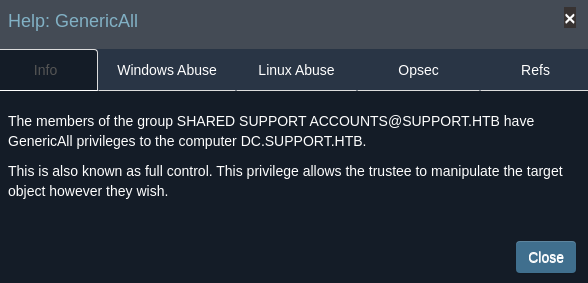 Help: GenericAll
×
Info
Windows Abuse
Linux Abuse
Opsec
Refs
The members of the group SHARED SUPPORT ACCOUNTS@SUPPORT.HTB have
GenericAll privileges to the computer DC.SUPPORT.HTB.
This is also known as full control. This privilege allows the trustee to manipulate the target
object however they wish.
Close